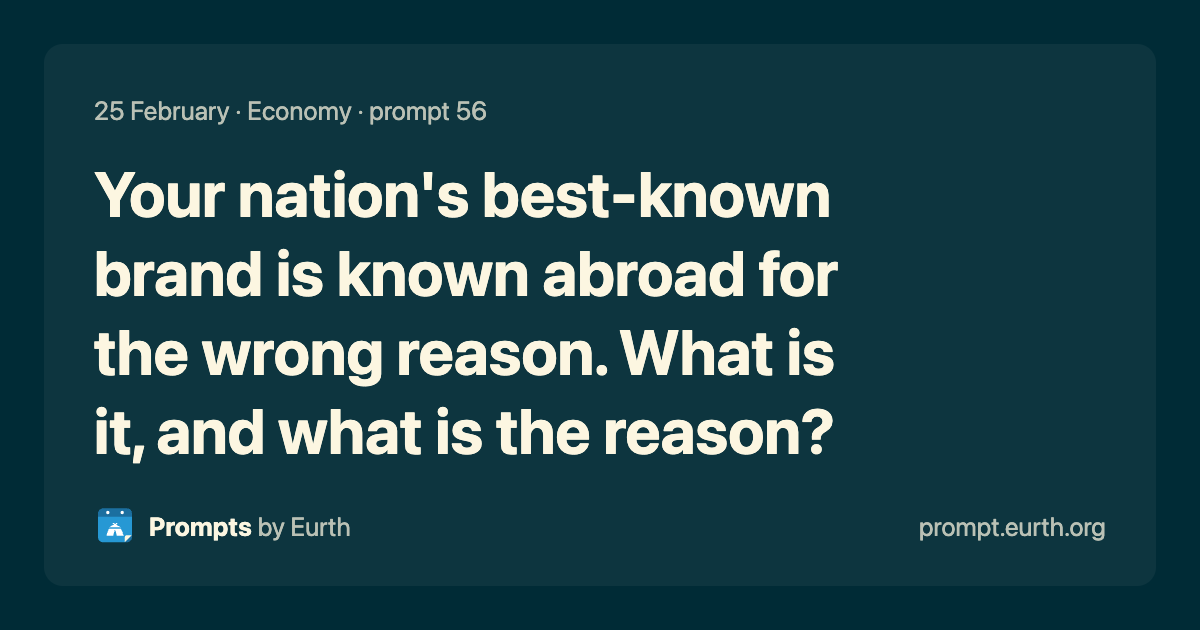 25 February · Economy · prompt 56
Your nation's best-known
brand is known abroad for
the wrong reason. What is
it, and what is the reason?
Prompts by Eurth
prompt.eurth.org